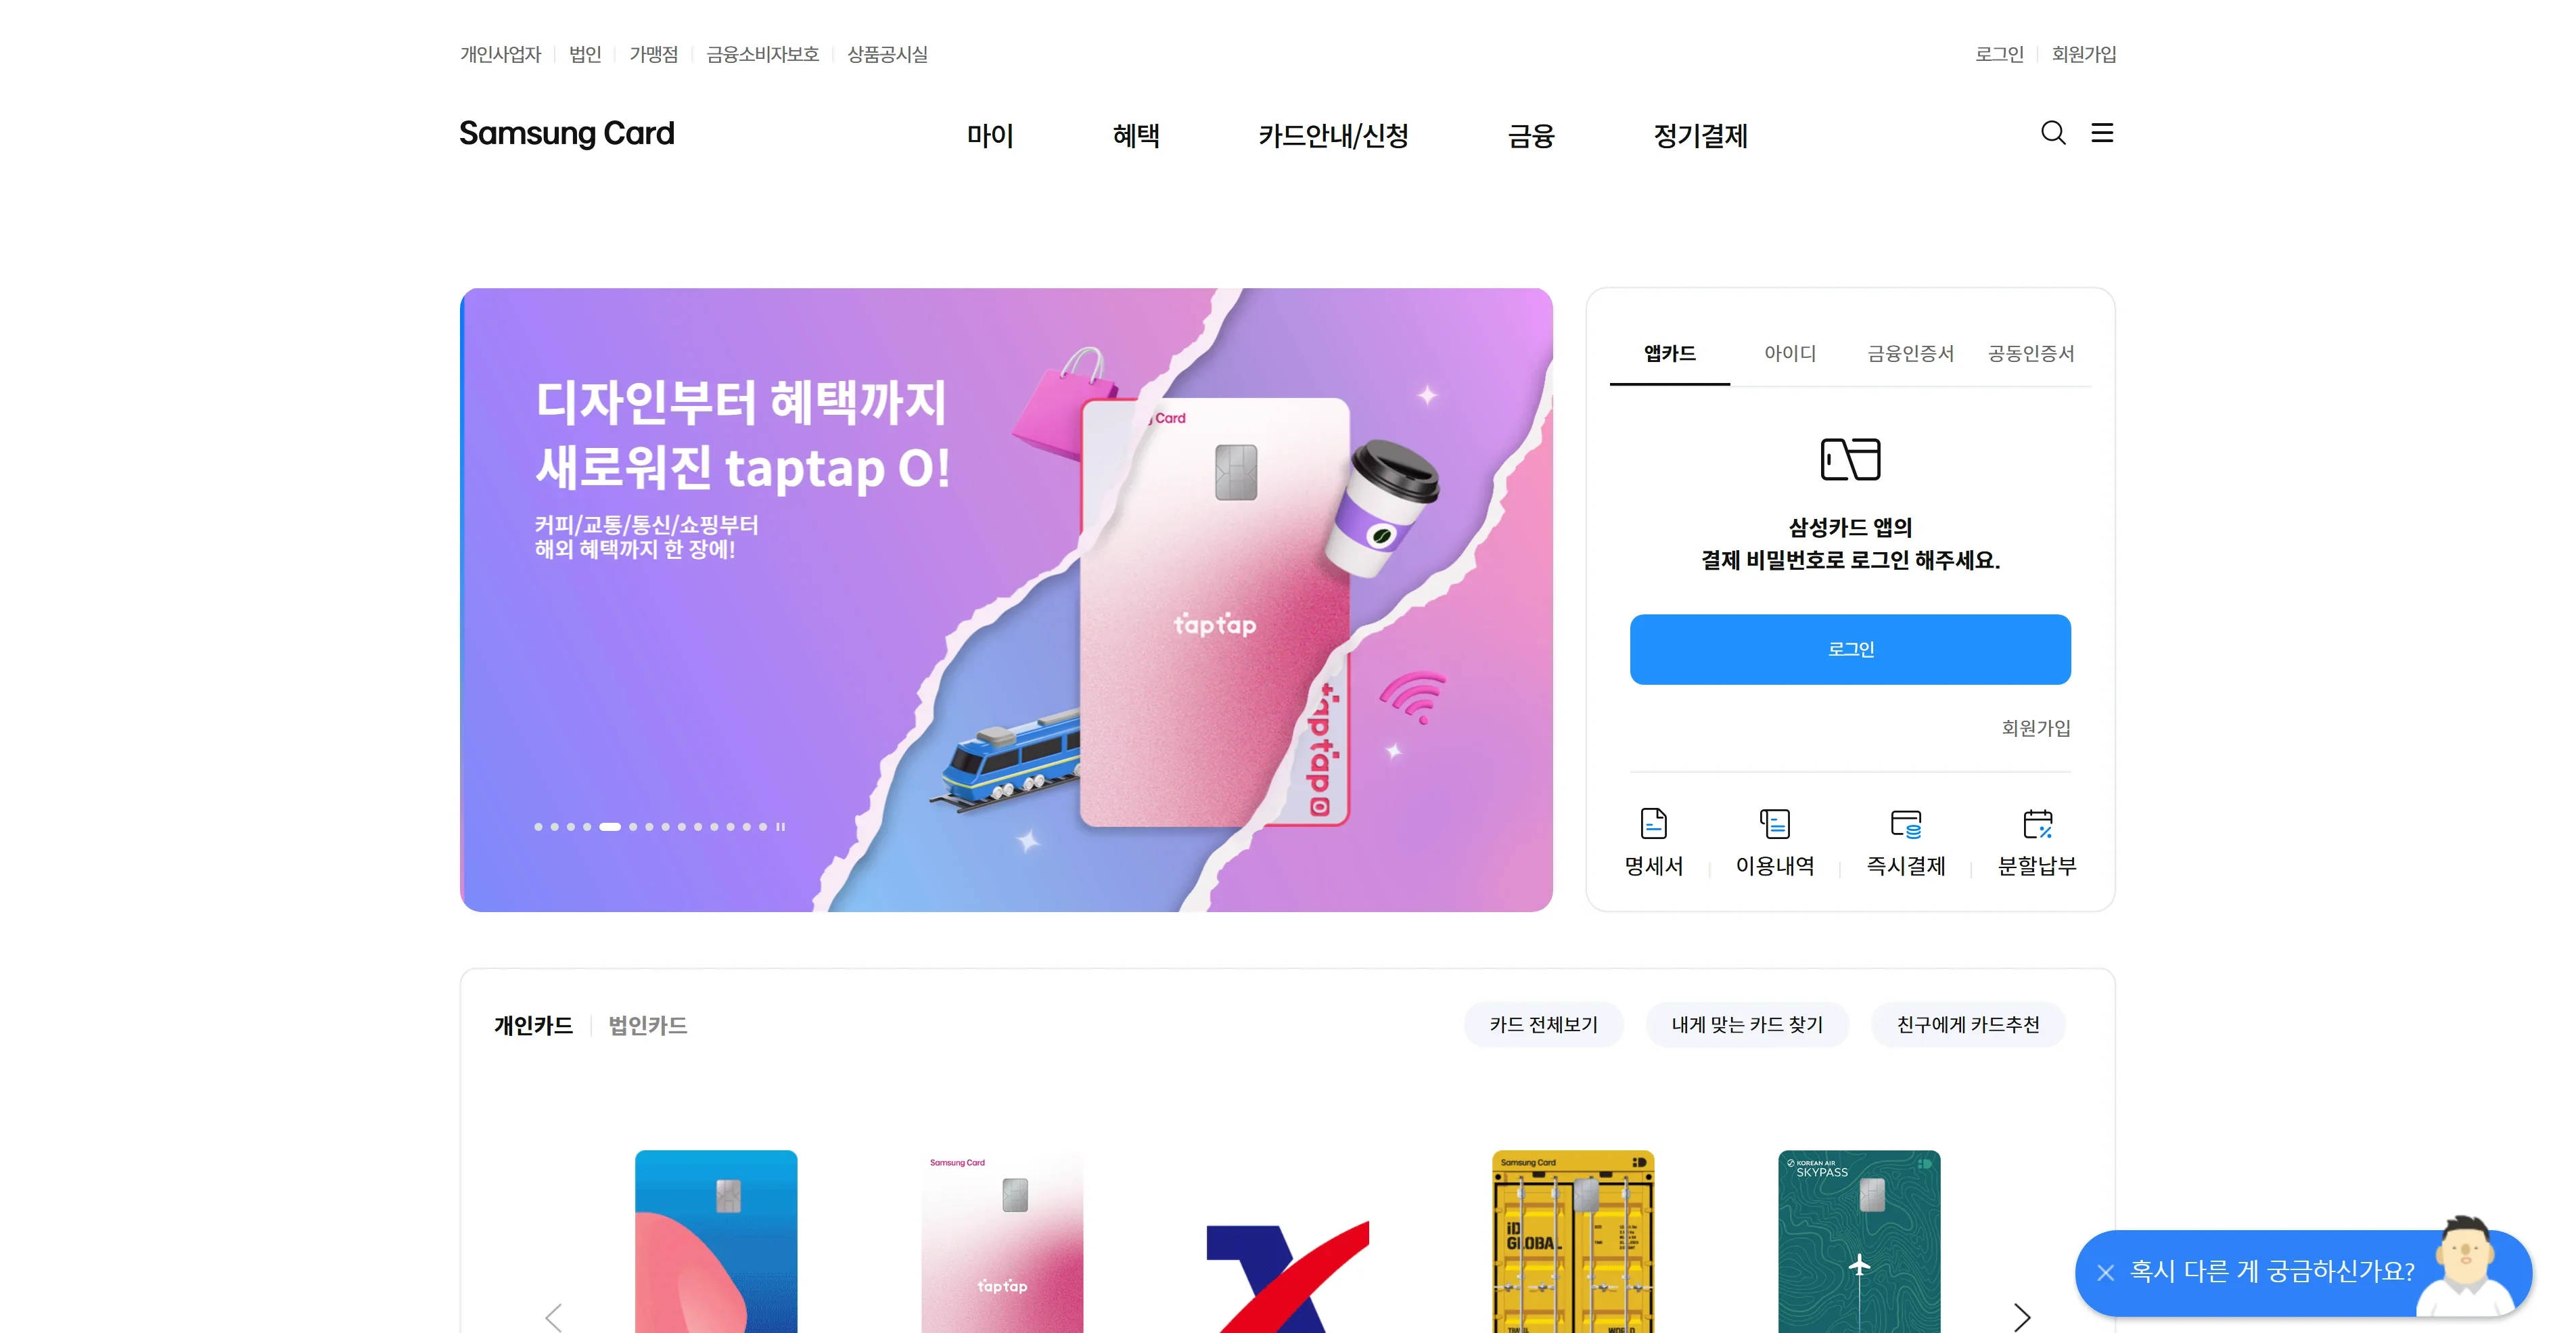 개인사업자
법인
가맹점
금융소비자보호
상품공시실
로그인
회원가입
Samsung Card
마이
혜택
카드안내/신청
금융
정기결제
디자인부터 혜택까지
새로워진 taptap O!
커피/교통/통신/쇼핑부터
해외 혜택까지 한 장에!
Card
taptap
taptap
앱카드
아이디
금융인증서
공동인증서
삼성카드 앱의
결제 비밀번호로 로그인 해주세요.
로그인
회원가입
명세서
이용내역
즉시결제
분할납부
개인카드
법인카드
카드 전체보기
내게 맞는 카드 찾기
친구에게 카드추천
Samsung Card
taptap
Samsung Card
iD
GLOBAL
KOREAN AIR
SKYPASS
혹시 다른 게 궁금하신가요?